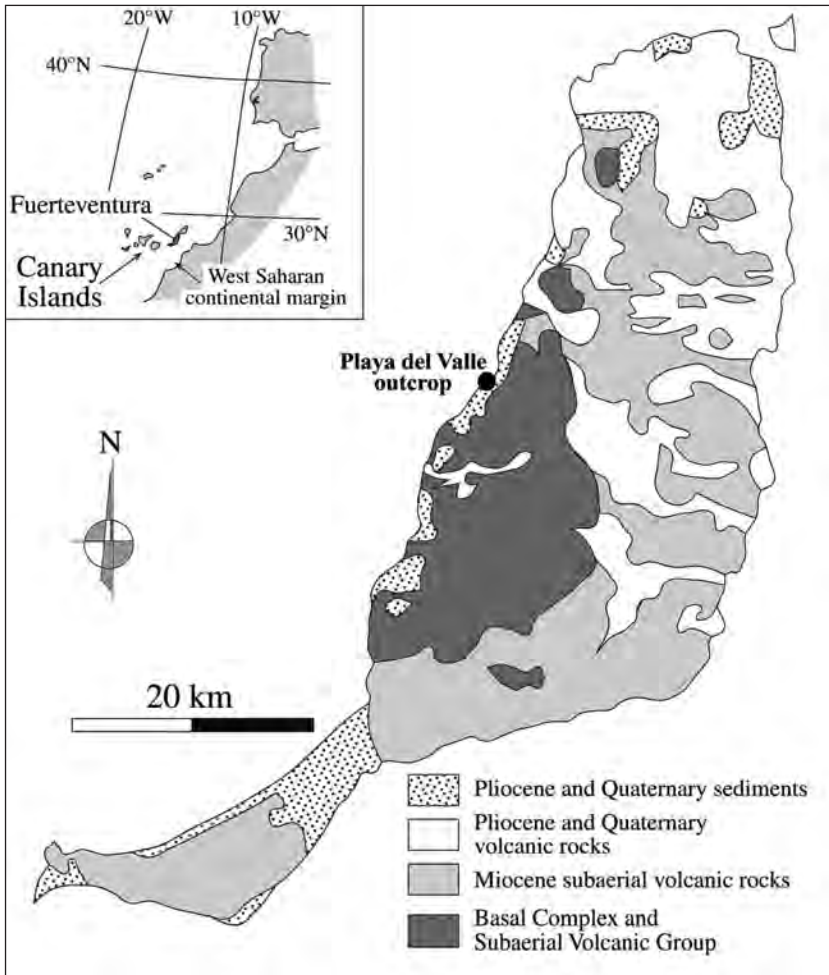 20°W
10°W
40°N
Fuerteventura
30°N
Canary
Islands
West Saharan
continental margin
Playa del Valle
outcrop
N
20 km
Pliocene and Quaternary sediments
Pliocene and Quaternary
volcanic rocks
Miocene subaerial volcanic rocks
Basal Complex and
Subaerial Volcanic Group